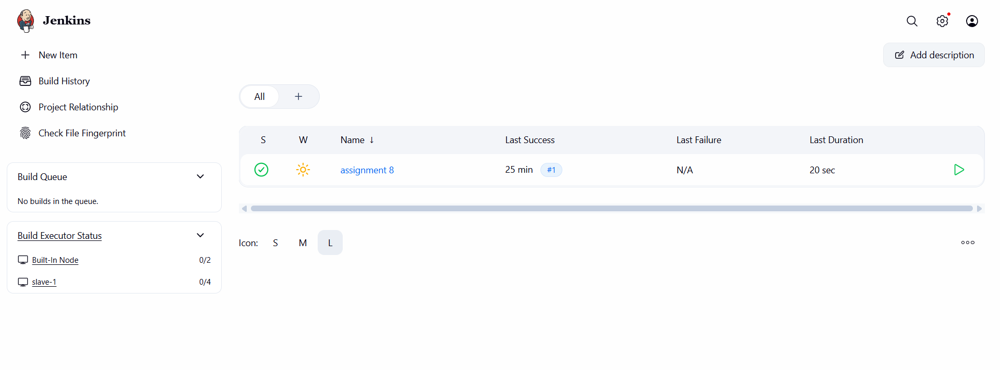 Jenkins
New Item
Add description
Build History
Project Relationship
Check File Fingerprint
All +
S W Name ↓ Last Success Last Failure Last Duration
assignment 8 25 min #1 N/A 20 sec
Build Queue
No builds in the queue.
Build Executor Status
Built-In Node 0/2
slave-1 0/4
Icon: S M L